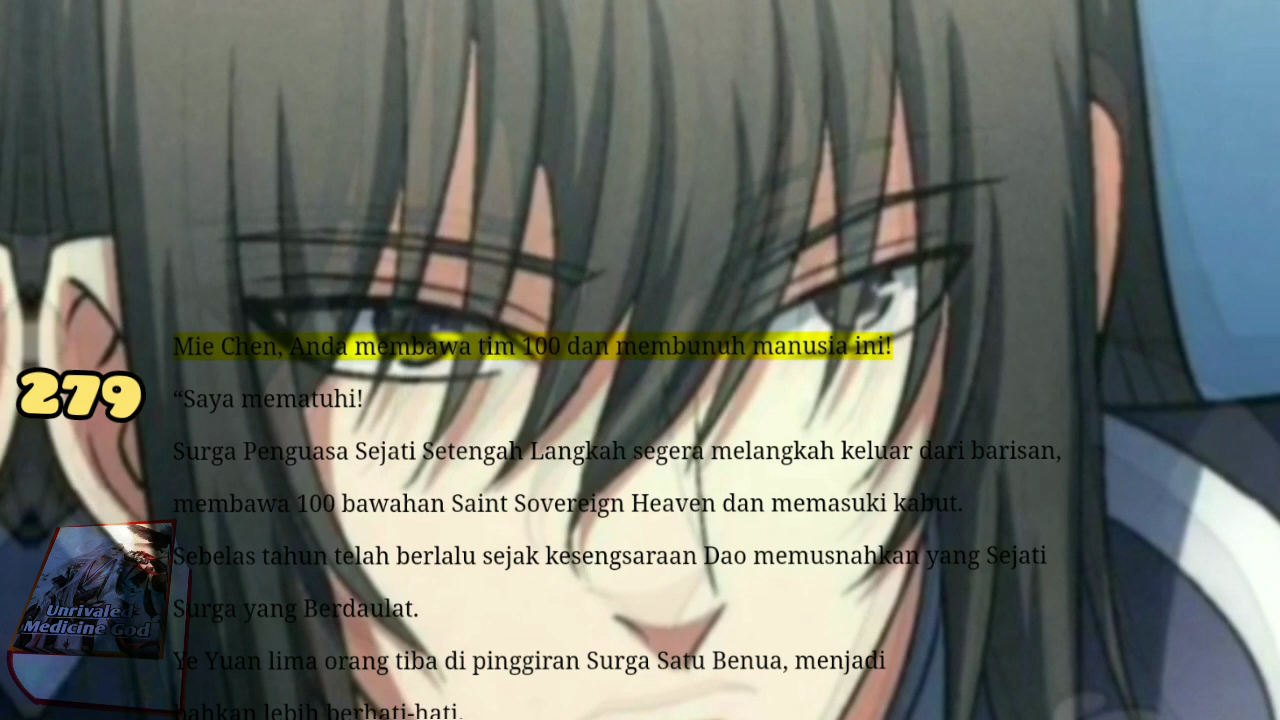 Mie Chen, Anda membawa tim 100 dan membunuh manusia ini!
279
“Saya mematuhi!
Surga Penguasa Sejati Setengah Langkah segera melangkah keluar dari barisan,
membawa 100 bawahan Saint Sovereign Heaven dan memasuki kabut.
Sebelas tahun telah berlalu sejak kesengsaraan Dao memusnahkan yang Sejati
Surga yang Berdaulat.
Unrivaled
Medicine God
Ye Yuan lima orang tiba di pinggiran Surga Satu Benua, menjadi
bahkan lebih berhati-hati.